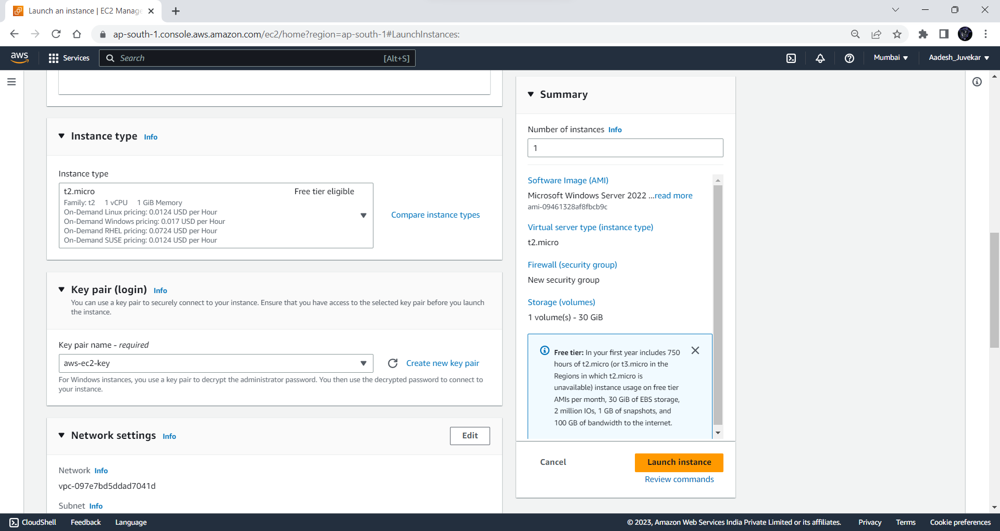 Launch an instance | EC2 Manage
ap-south-1.console.aws.amazon.com/ec2/home?region=ap-south-1#LaunchInstances:
aws
Services
Search
[Alt+S]
Mumbai
Aadesh_Juvekar
Instance type Info
Instance type
t2.micro Free tier eligible
Family: t2 1 vCPU 1 GiB Memory
On-Demand Linux pricing: 0.0124 USD per Hour
On-Demand Windows pricing: 0.017 USD per Hour
On-Demand RHEL pricing: 0.0724 USD per Hour
On-Demand SUSE pricing: 0.0124 USD per Hour
Compare instance types
Key pair (login) Info
You can use a key pair to securely connect to your instance. Ensure that you have access to the selected key pair before you launch
the instance.
Key pair name - required
aws-ec2-key
Create new key pair
For Windows instances, you use a key pair to decrypt the administrator password. You then use the decrypted password to connect to
your instance.
Network settings Info
Edit
Network Info
vpc-097e7bd5ddad7041d
Subnet Info
Summary
Number of instances Info
1
Software Image (AMI)
Microsoft Windows Server 2022 ...read more
ami-09461328af8fbcb9c
Virtual server type (instance type)
t2.micro
Firewall (security group)
New security group
Storage (volumes)
1 volume(s) - 30 GiB
Free tier: In your first year includes 750
hours of t2.micro (or t3.micro in the
Regions in which t2.micro is
unavailable) instance usage on free tier
AMIs per month, 30 GiB of EBS storage,
2 million IOs, 1 GB of snapshots, and
100 GB of bandwidth to the internet.
Cancel
Launch instance
Review commands
CloudShell
Feedback
Language
© 2023, Amazon Web Services India Private Limited or its affiliates.
Privacy
Terms
Cookie preferences